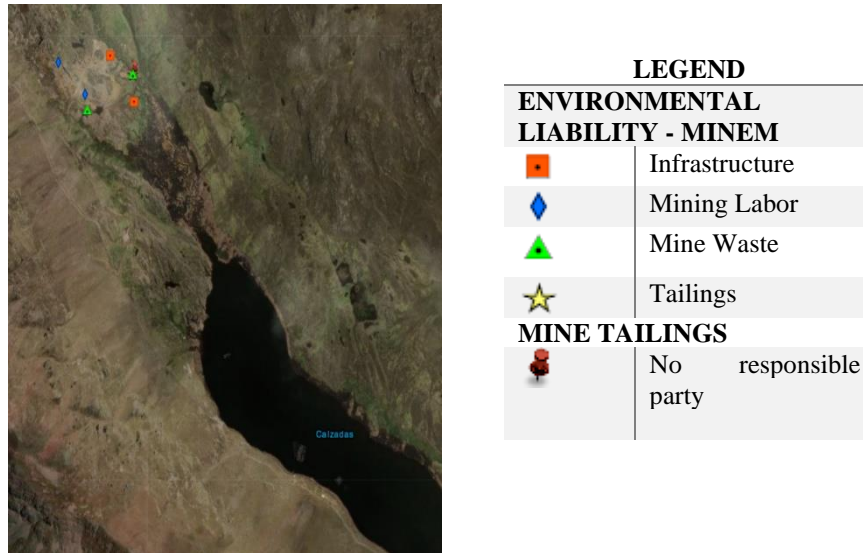 Calzadas
LEGEND
ENVIRONMENTAL
LIABILITY - MINEM
Infrastructure
Mining Labor
Mine Waste
Tailings
MINE TAILINGS
No responsible
party